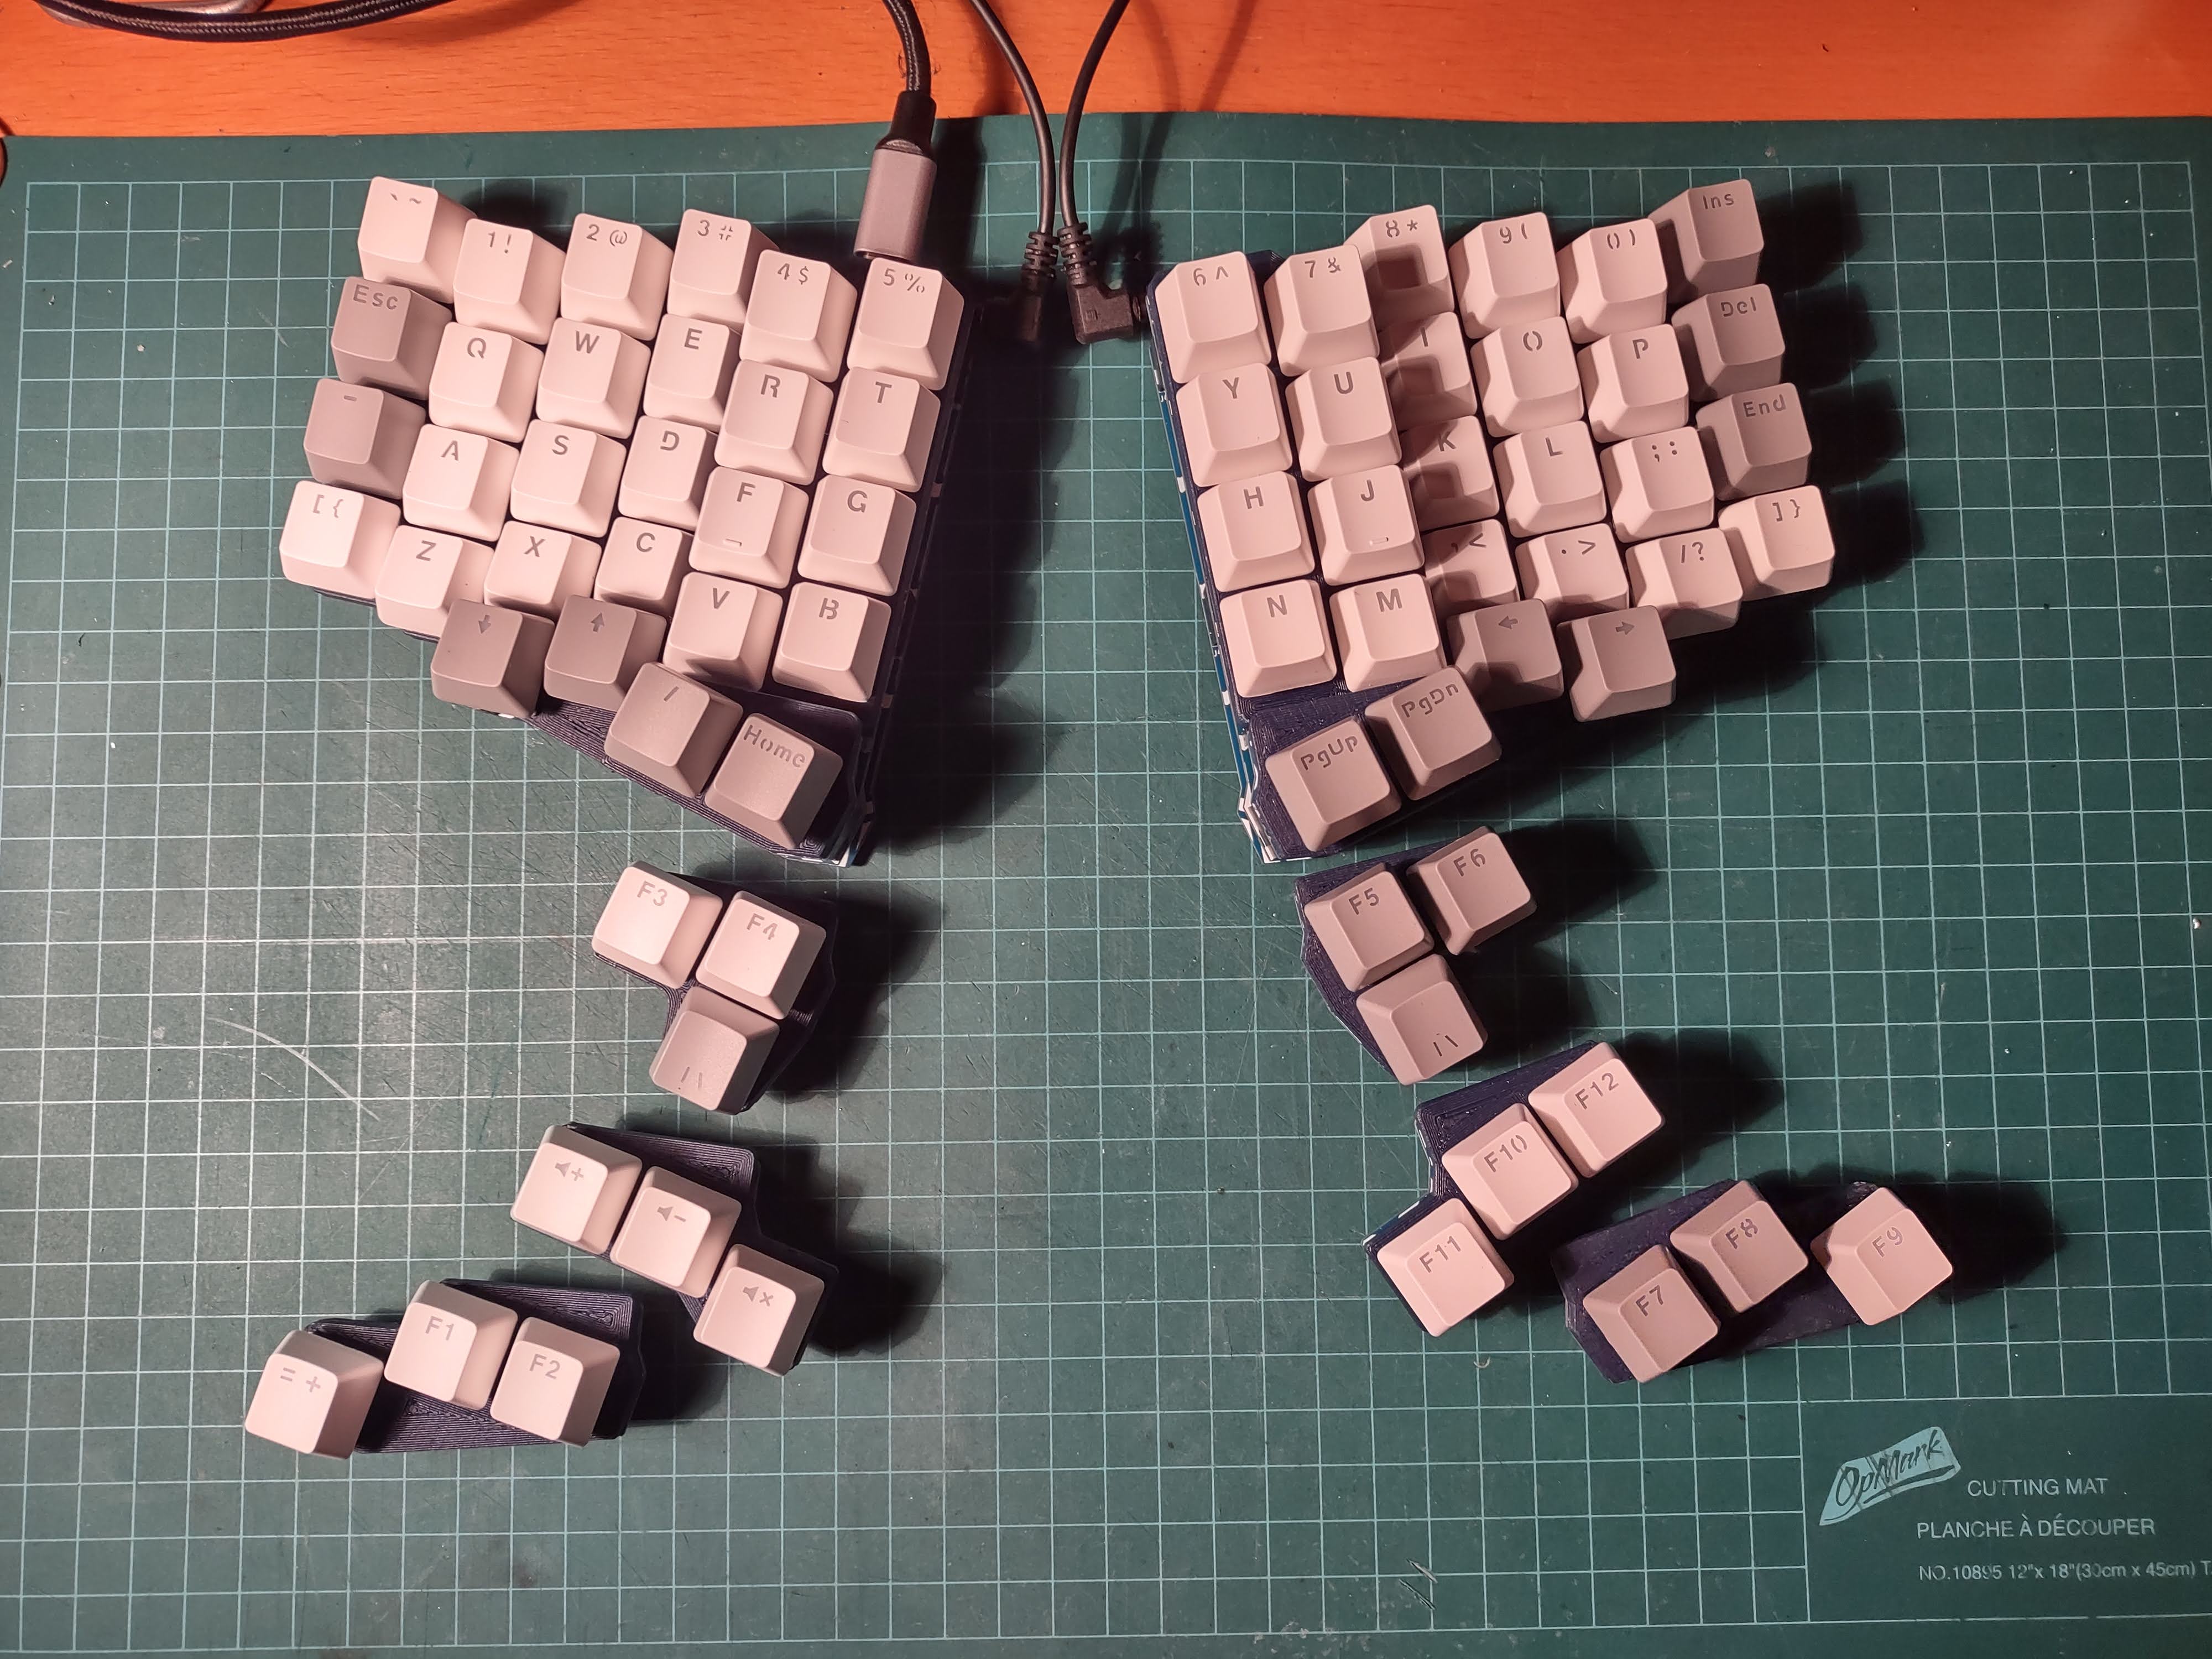 ` ~ 1 ! 2 @ 3 # 4 $ 5 %
Esc Q W E R T
- A S D F G
[ { Z X C V B
↓ ↑
/ Home
6 ^ 7 & 8 * 9 ( 0 ) Ins
Y U I O P Del
H J K L ; : End
N M , < . > / ? ] }
← →
PgUp PgDn
F3 F4
| \
+ -
×
= + F1 F2
F5 F6
| \
F10 F12
F11
F7 F8 F9
OpMark
CUTTING MAT
PLANCHE À DÉCOUPER
NO.10895 12"x 18"(30cm x 45cm) T